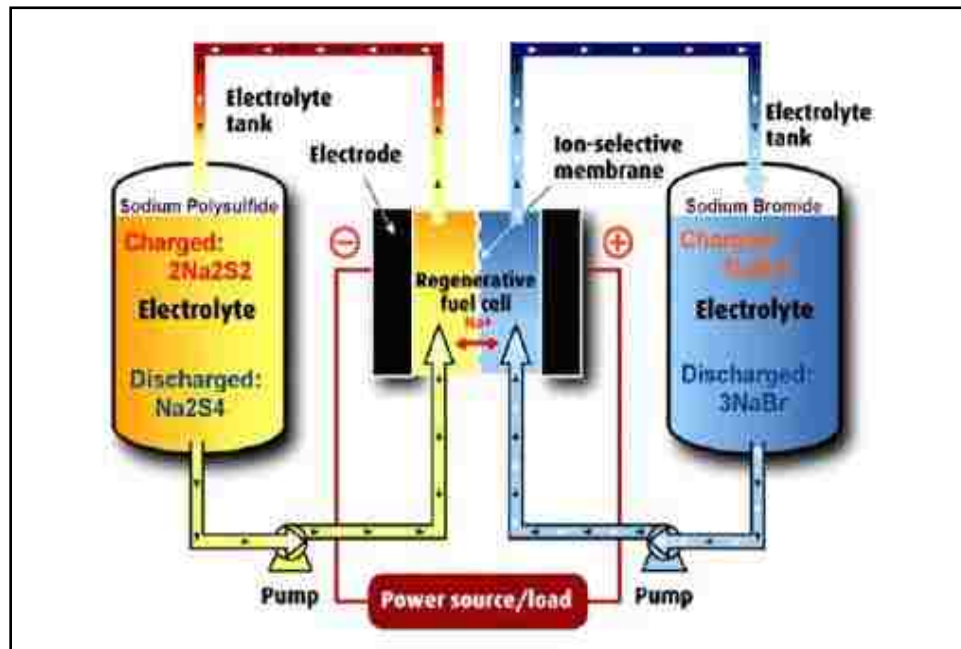 Electrolyte
tank
Electrode
Ion-selective
membrane
Electrolyte
tank
Sodium Polysulfide
Charged:
2Na2S2
Electrolyte
Discharged:
Na2S4
−
Regenerative
fuel cell
Na+
+
Sodium Bromide
Charged:
Electrolyte
Discharged:
3NaBr
Pump
Power source/load
Pump